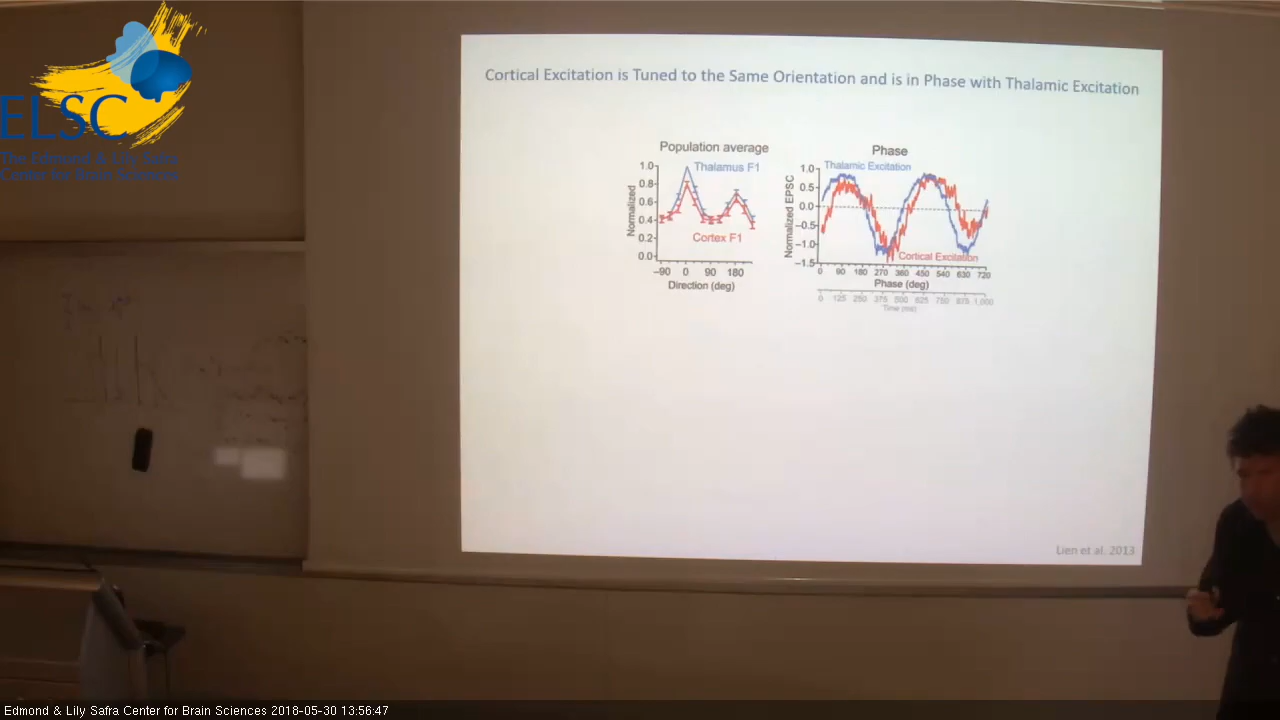 ELSC
The Edmond & Lily Safra
Center for Brain Sciences
Cortical Excitation is Tuned to the Same Orientation and is in Phase with Thalamic Excitation
Population average
Thalamus F1
Normalized
1.0
0.8
0.6
0.4
0.2
0.0
Cortex F1
−90 0 90 180
Direction (deg)
Phase
Thalamic Excitation
Normalized EPSC
1.0
0.5
0.0
−0.5
−1.0
−1.5
Cortical Excitation
0 90 180 270 360 450 540 630 720
Phase (deg)
0 125 250 375 500 625 750 875 1,000
Time (ms)
Lien et al. 2013
Edmond & Lily Safra Center for Brain Sciences 2018-05-30 13:56:47